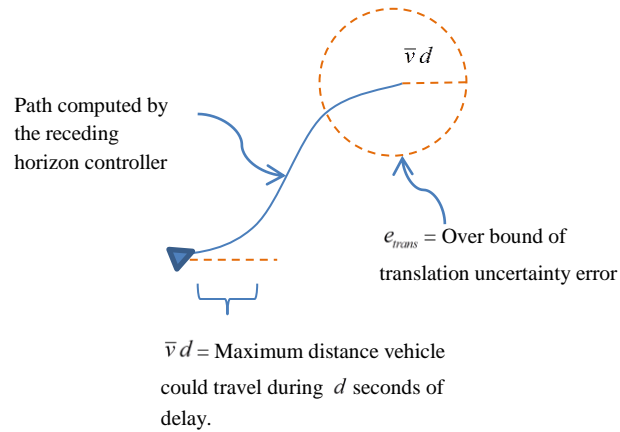 v̅ d
Path computed by
the receding
horizon controller
e_trans = Over bound of
translation uncertainty error
v̅ d = Maximum distance vehicle
could travel during d seconds of
delay.